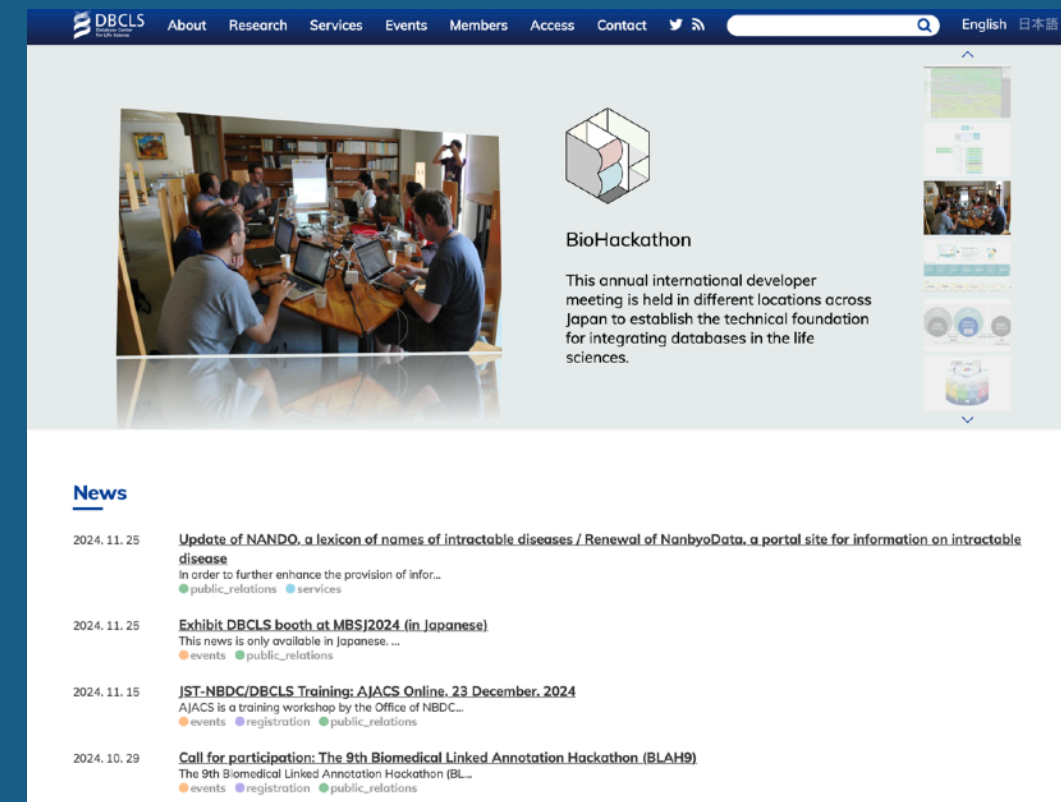 DBCLS
Database Center
for Life Science
About Research Services Events Members Access Contact English 日本語
BioHackathon
This annual international developer
meeting is held in different locations across
Japan to establish the technical foundation
for integrating databases in the life
sciences.
News
2024. 11. 25 Update of NANDO, a lexicon of names of intractable diseases / Renewal of NanbyoData, a portal site for information on intractable
disease
In order to further enhance the provision of infor...
public_relations services
2024. 11. 25 Exhibit DBCLS booth at MBSJ2024 (in Japanese)
This news is only available in Japanese. ...
events public_relations
2024. 11. 15 JST-NBDC/DBCLS Training: AJACS Online. 23 December. 2024
AJACS is a training workshop by the Office of NBDC...
events registration public_relations
2024. 10. 29 Call for participation: The 9th Biomedical Linked Annotation Hackathon (BLAH9)
The 9th Biomedical Linked Annotation Hackathon (BL...
events registration public_relations